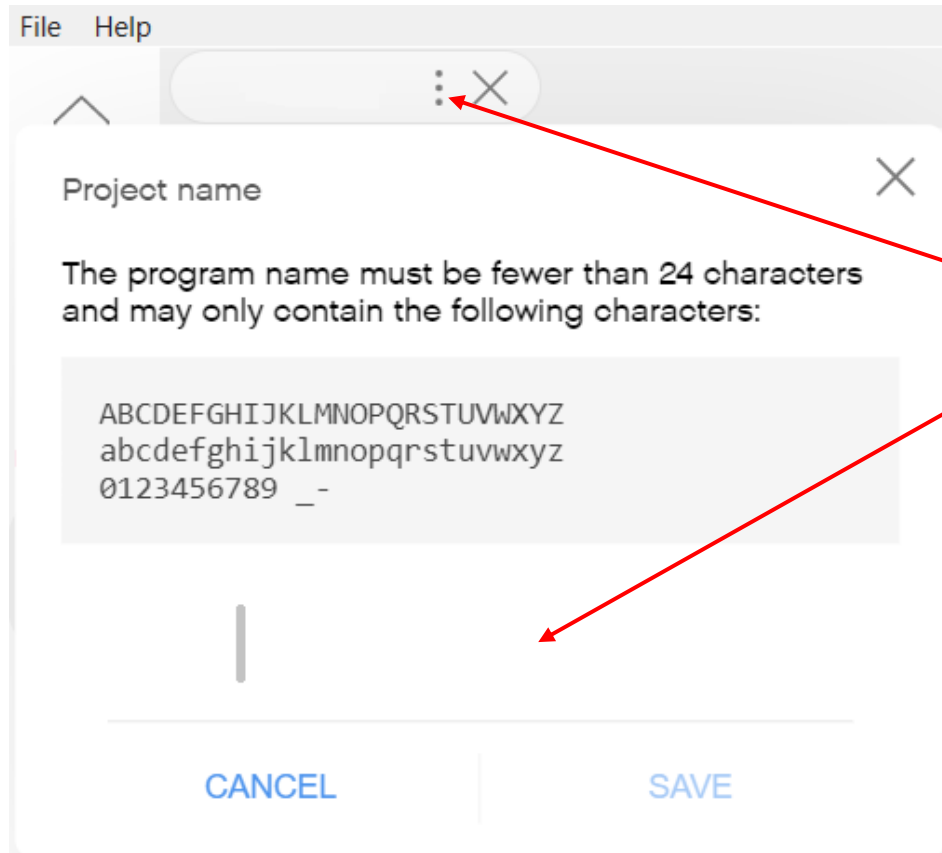 File Help
Project name
The program name must be fewer than 24 characters
and may only contain the following characters:
ABCDEFGHIJKLMNOPQRSTUVWXYZ
abcdefghijklmnopqrstuvwxyz
0123456789 _-
CANCEL SAVE